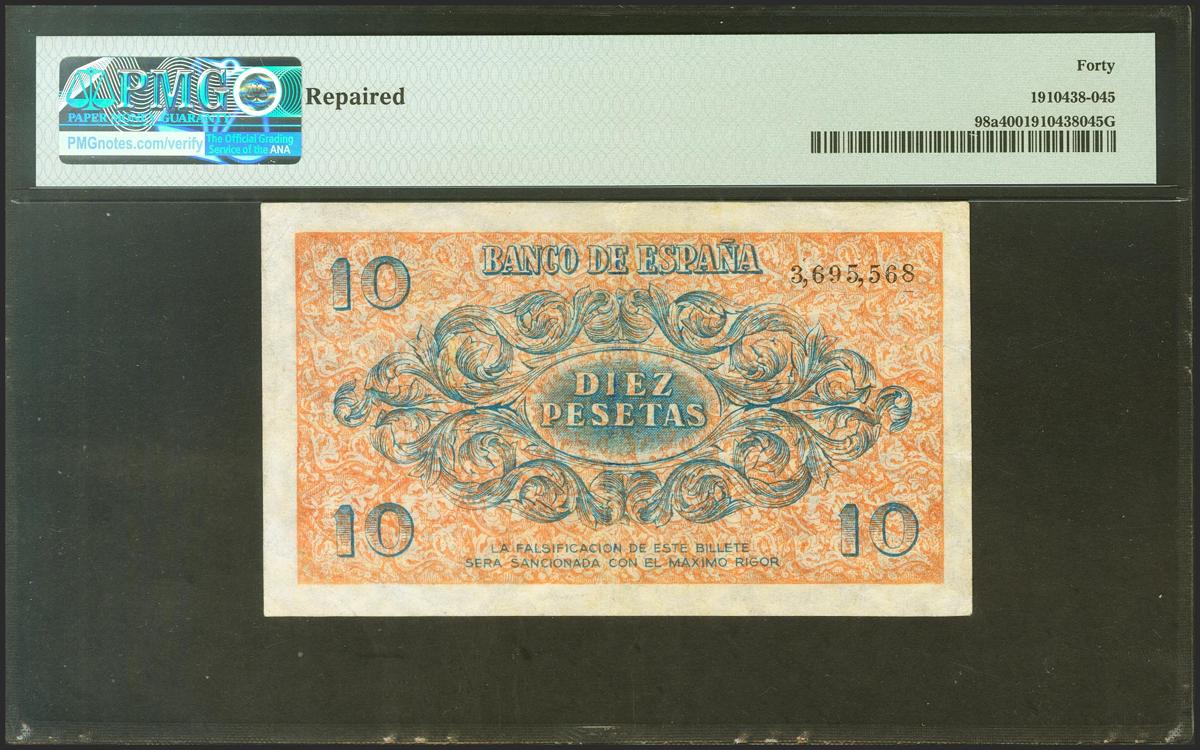 PMG
PAPER MONEY GUARANTY
PMGnotes.com/verify
The Official Grading
Service of the ANA
Repaired
Forty
1910438-045
98a4001910438045G
BANCO DE ESPAÑA
10
3,695,568
DIEZ
PESETAS
10
10
LA FALSIFICACION DE ESTE BILLETE
SERA SANCIONADA CON EL MAXIMO RIGOR